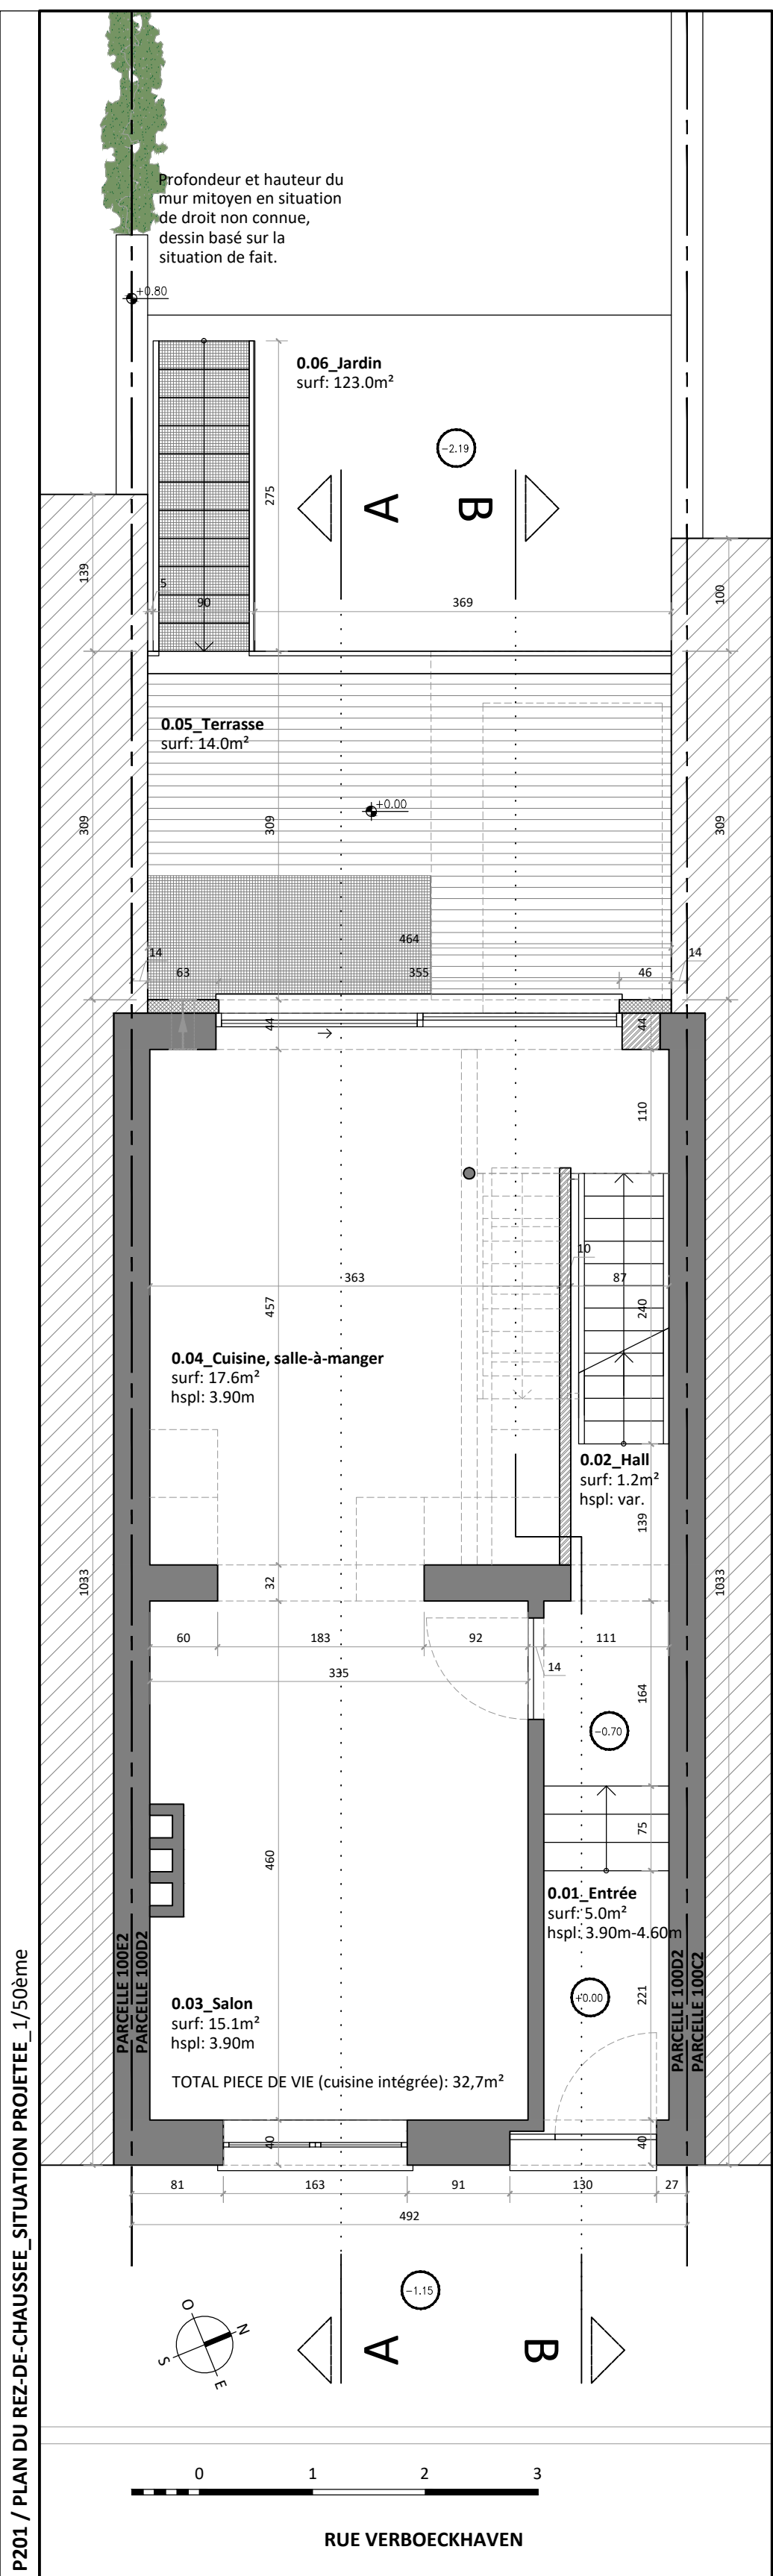 Profondeur et hauteur du
mur mitoyen en situation
de droit non connue,
dessin basé sur la
situation de fait.
+0.80
0.06_Jardin
surf: 123.0m²
-2.19
A
B
275
139
5
90
369
100
0.05_Terrasse
surf: 14.0m²
+0.00
309
309
309
464
14
63
355
46
14
44
44
110
10
363
87
457
240
0.04_Cuisine, salle-à-manger
surf: 17.6m²
hspl: 3.90m
0.02_Hall
surf: 1.2m²
hspl: var.
139
1033
32
1033
60
183
92
111
335
14
164
-0.70
75
460
0.01_Entrée
surf: 5.0m²
hspl: 3.90m-4.60m
PARCELLE 100E2
PARCELLE 100D2
PARCELLE 100D2
PARCELLE 100C2
221
+0.00
0.03_Salon
surf: 15.1m²
hspl: 3.90m
TOTAL PIECE DE VIE (cuisine intégrée): 32,7m²
40
40
81
163
91
130
27
492
-1.15
O
N
S
E
A
B
0
1
2
3
RUE VERBOECKHAVEN
P201 / PLAN DU REZ-DE-CHAUSSEE_SITUATION PROJETEE_1/50ème